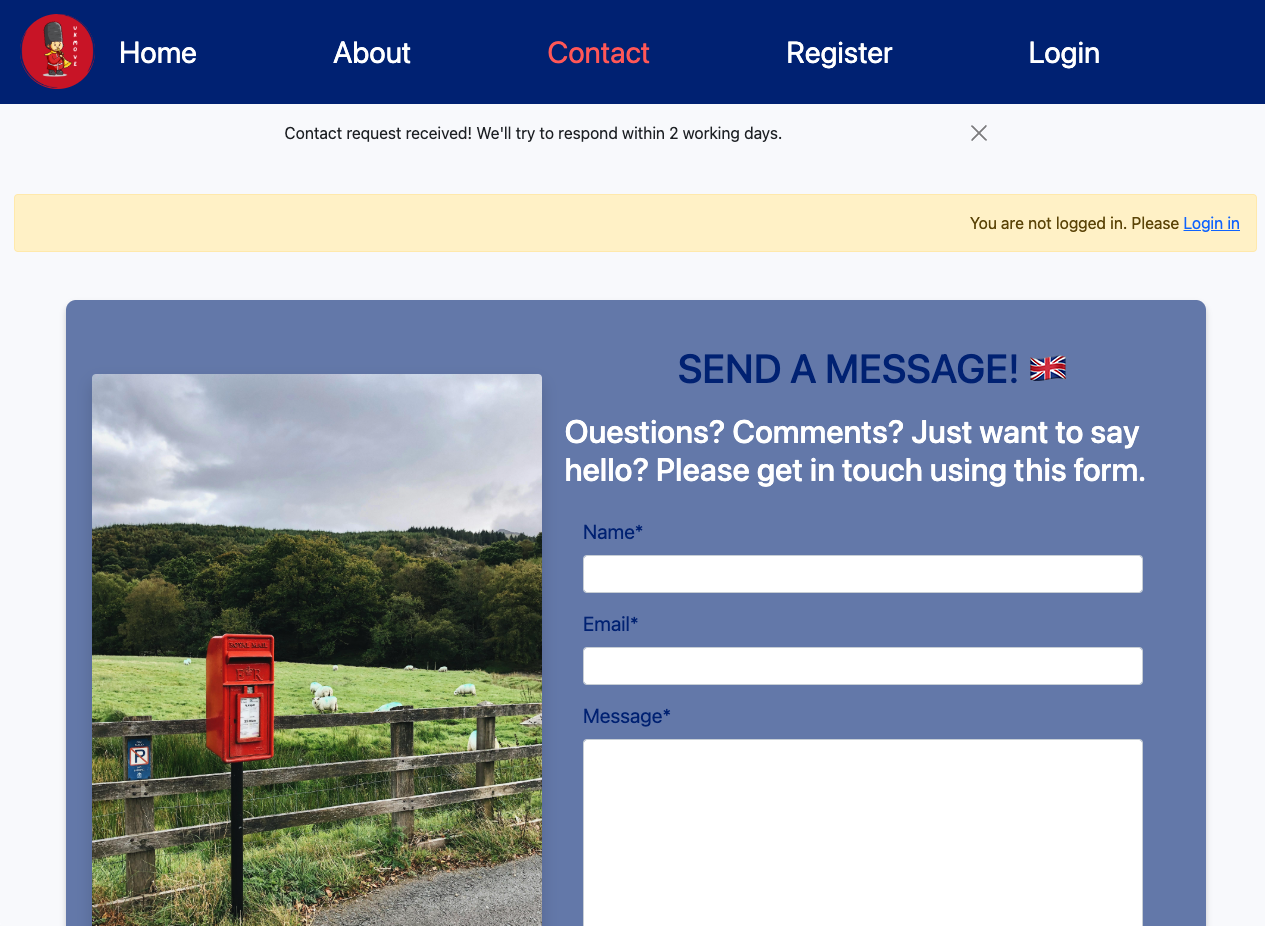 UKMOVE
Home About Contact Register Login
Contact request received! We'll try to respond within 2 working days.
You are not logged in. Please Login in
SEND A MESSAGE! 🇬🇧
Ouestions? Comments? Just want to say
hello? Please get in touch using this form.
Name*
Email*
Message*
ROYAL MAIL
E R
P